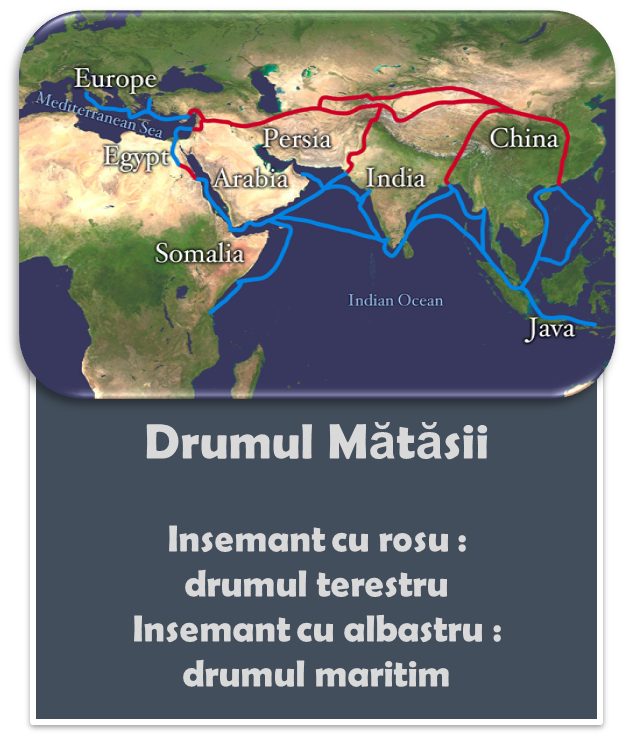 Europe
Mediterranean Sea
Persia
China
Egypt
Arabia
India
Somalia
Indian Ocean
Java
Drumul Mătăsii
Insemant cu rosu :
drumul terestru
Insemant cu albastru :
drumul maritim